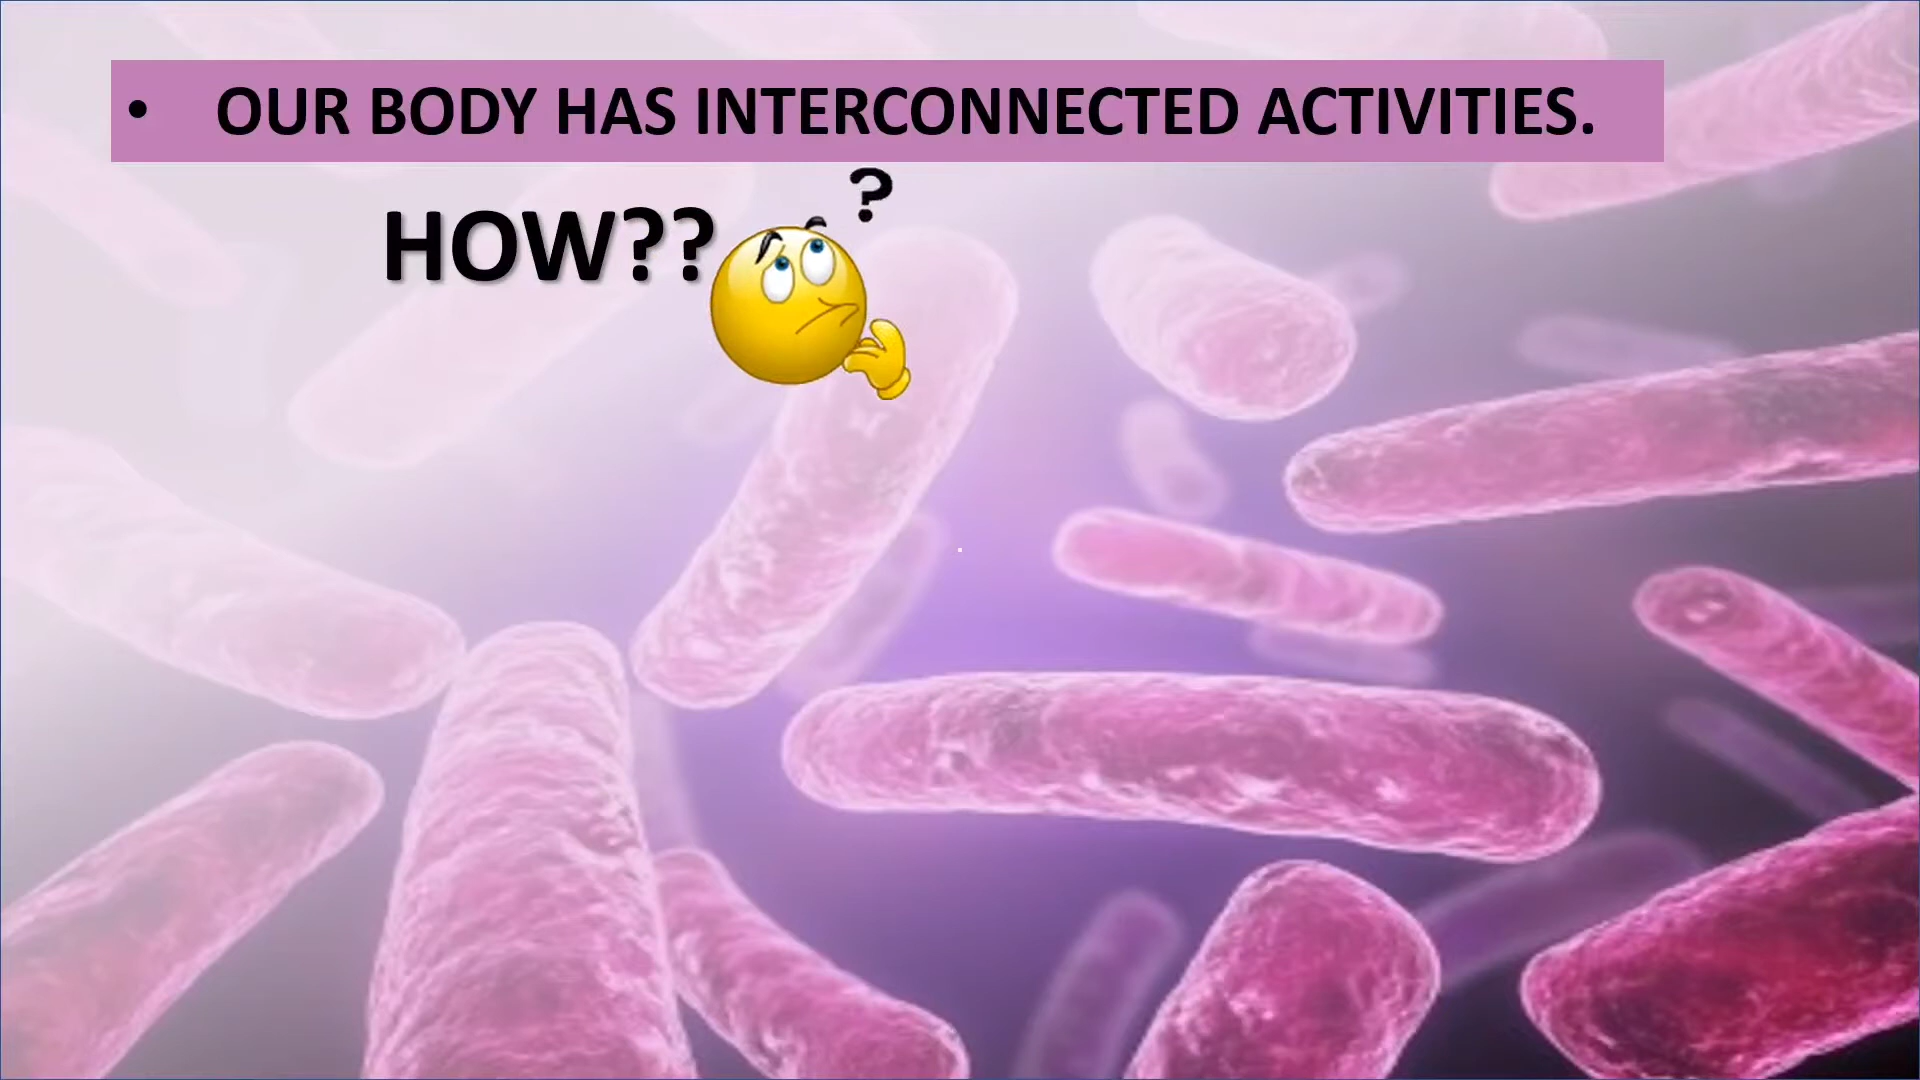 • OUR BODY HAS INTERCONNECTED ACTIVITIES.
?
HOW??